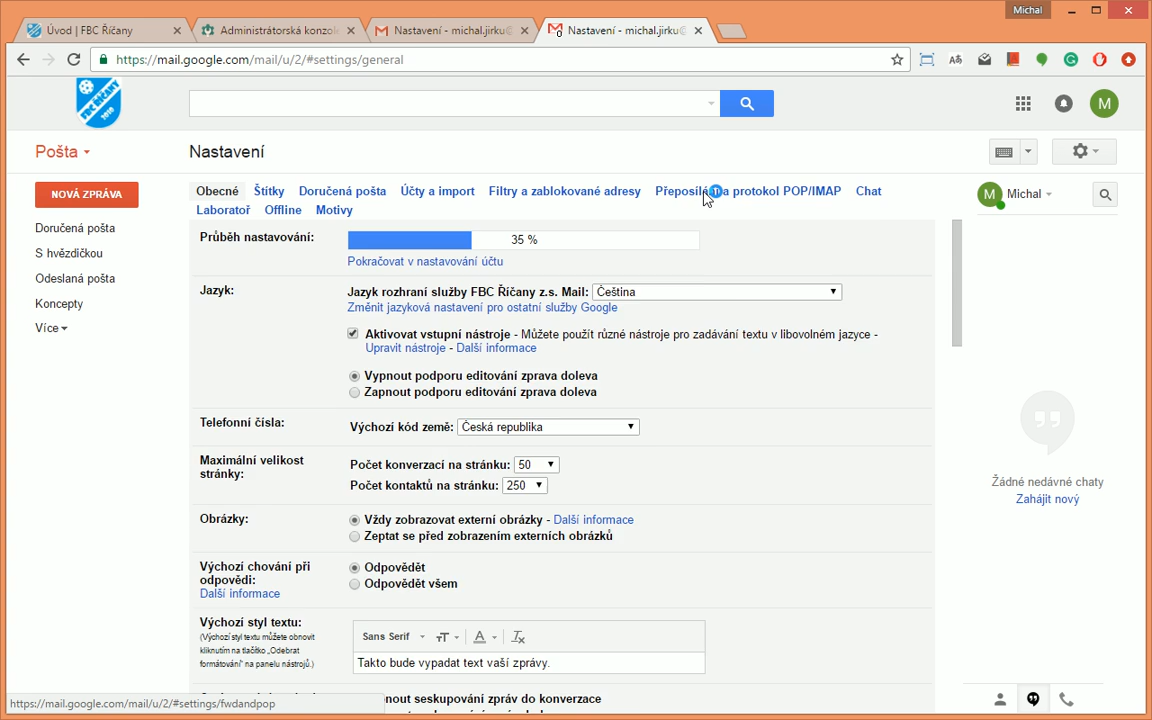 Michal
Úvod | FBC Říčany
Administrátorská konzol
Nastavení - michal.jirku@
Nastavení - michal.jirku@
https://mail.google.com/mail/u/2/#settings/general
FBC ŘÍČANY
M
Pošta
Nastavení
NOVÁ ZPRÁVA
Obecné Štítky Doručená pošta Účty a import Filtry a zablokované adresy a protokol POP/IMAP Chat
Laboratoř Offline Motivy
M Michal
Doručená pošta
S hvězdičkou
Odeslaná pošta
Koncepty
Více
Průběh nastavování: 35 %
Pokračovat v nastavování účtu
Jazyk: Jazyk rozhraní služby FBC Říčany z.s. Mail: Čeština
Změnit jazyková nastavení pro ostatní služby Google
Aktivovat vstupní nástroje - Můžete použít různé nástroje pro zadávání textu v libovolném jazyce -
Upravit nástroje - Další informace
Vypnout podporu editování zprava doleva
Zapnout podporu editování zprava doleva
Telefonní čísla: Výchozí kód země: Česká republika
Maximální velikost
stránky:
Počet konverzací na stránku: 50
Počet kontaktů na stránku: 250
Obrázky: Vždy zobrazovat externí obrázky - Další informace
Zeptat se před zobrazením externích obrázků
Výchozí chování při
odpovědi:
Další informace
Odpovědět
Odpovědět všem
Výchozí styl textu:
(Výchozí styl textu můžete obnovit
kliknutím na tlačítko „Odebrat
formátování“ na panelu nástrojů.)
Sans Serif
Takto bude vypadat text vaší zprávy.
pnout seskupování zpráv do konverzace
Žádné nedávné chaty
Zahájit nový
https://mail.google.com/mail/u/2/#settings/fwdandpop